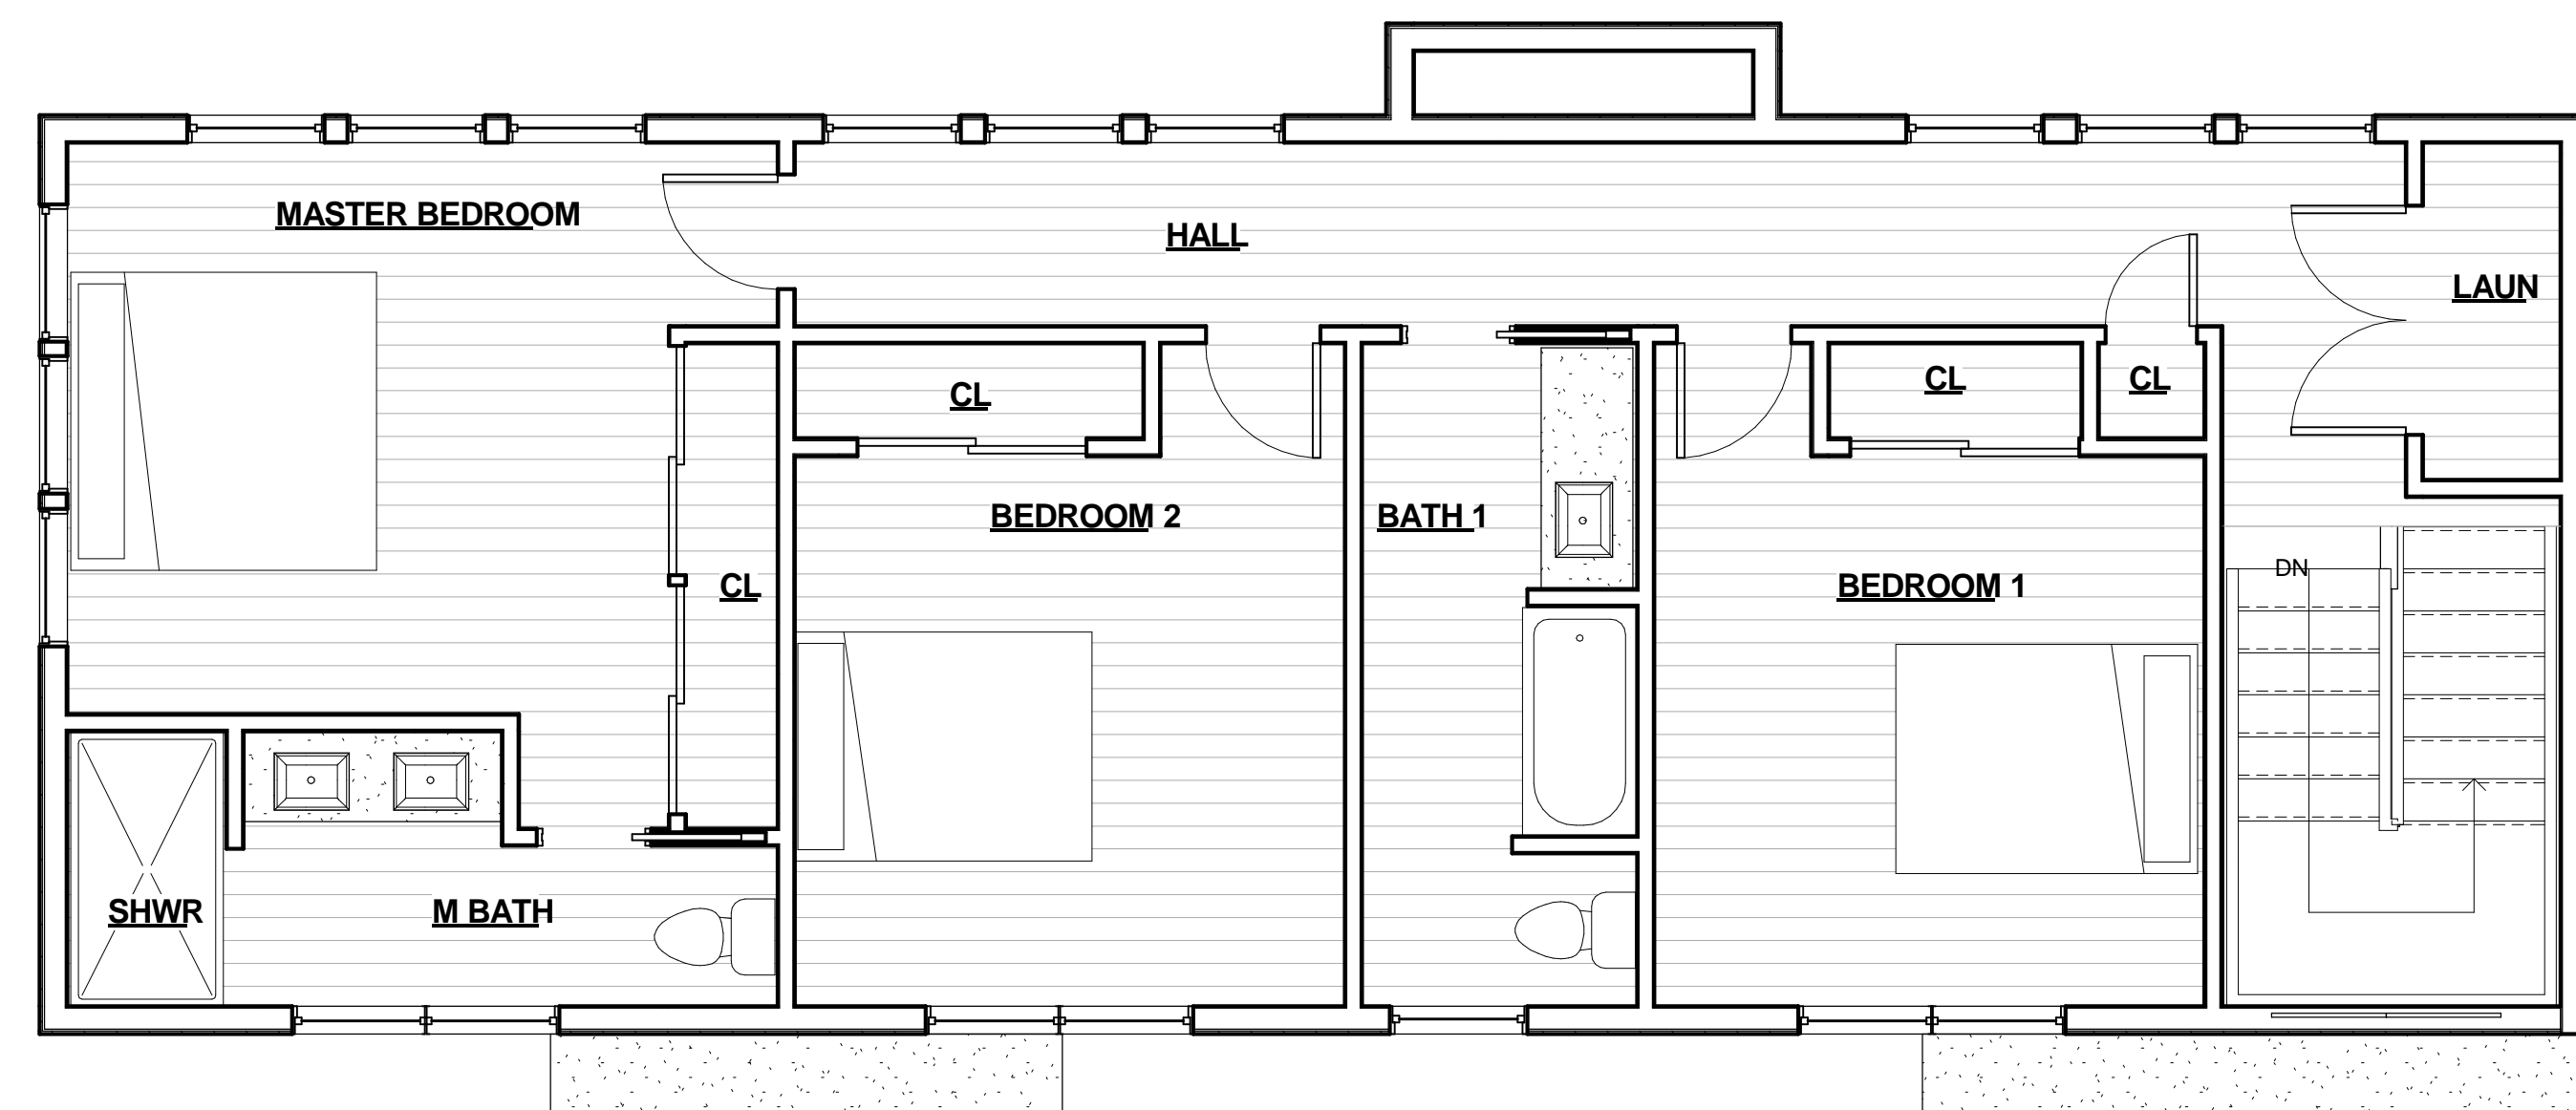 MASTER BEDROOM
HALL
LAUN
CL
CL
CL
BEDROOM 2
BATH 1
DN
CL
BEDROOM 1
SHWR
M BATH